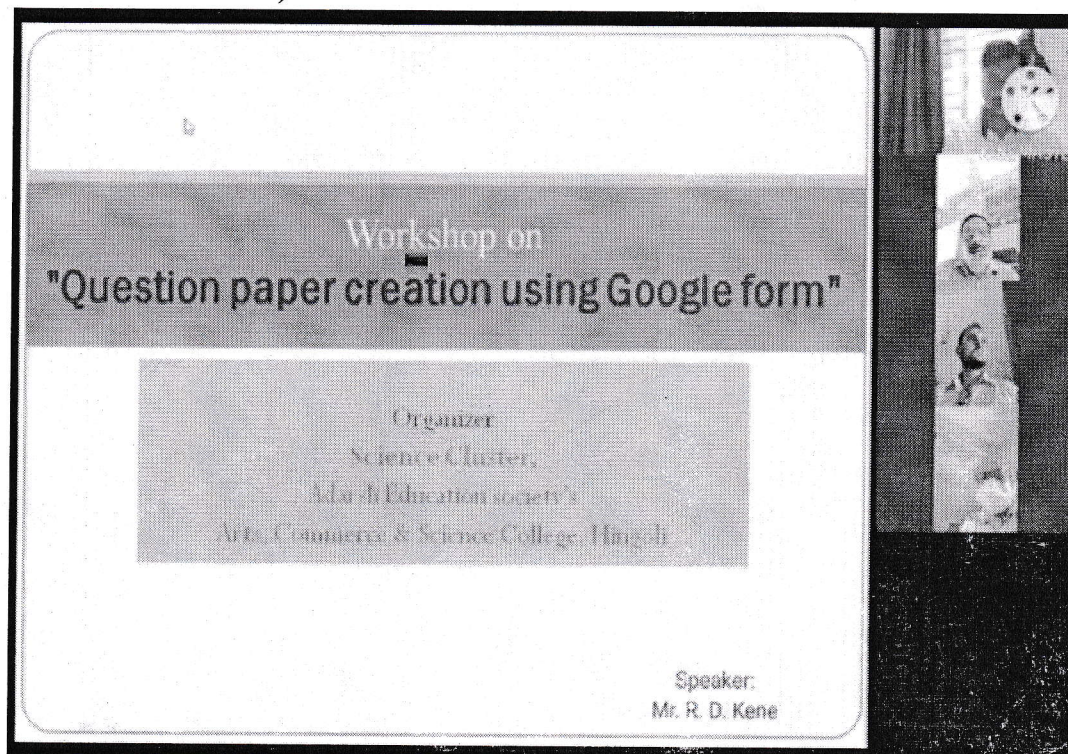 Workshop on
"Question paper creation using Google form"
Organizer
Science Cluster,
Adarsh Education society's
Arts, Commerce & Science College, Hingoli
Speaker:
Mr. R. D. Kene